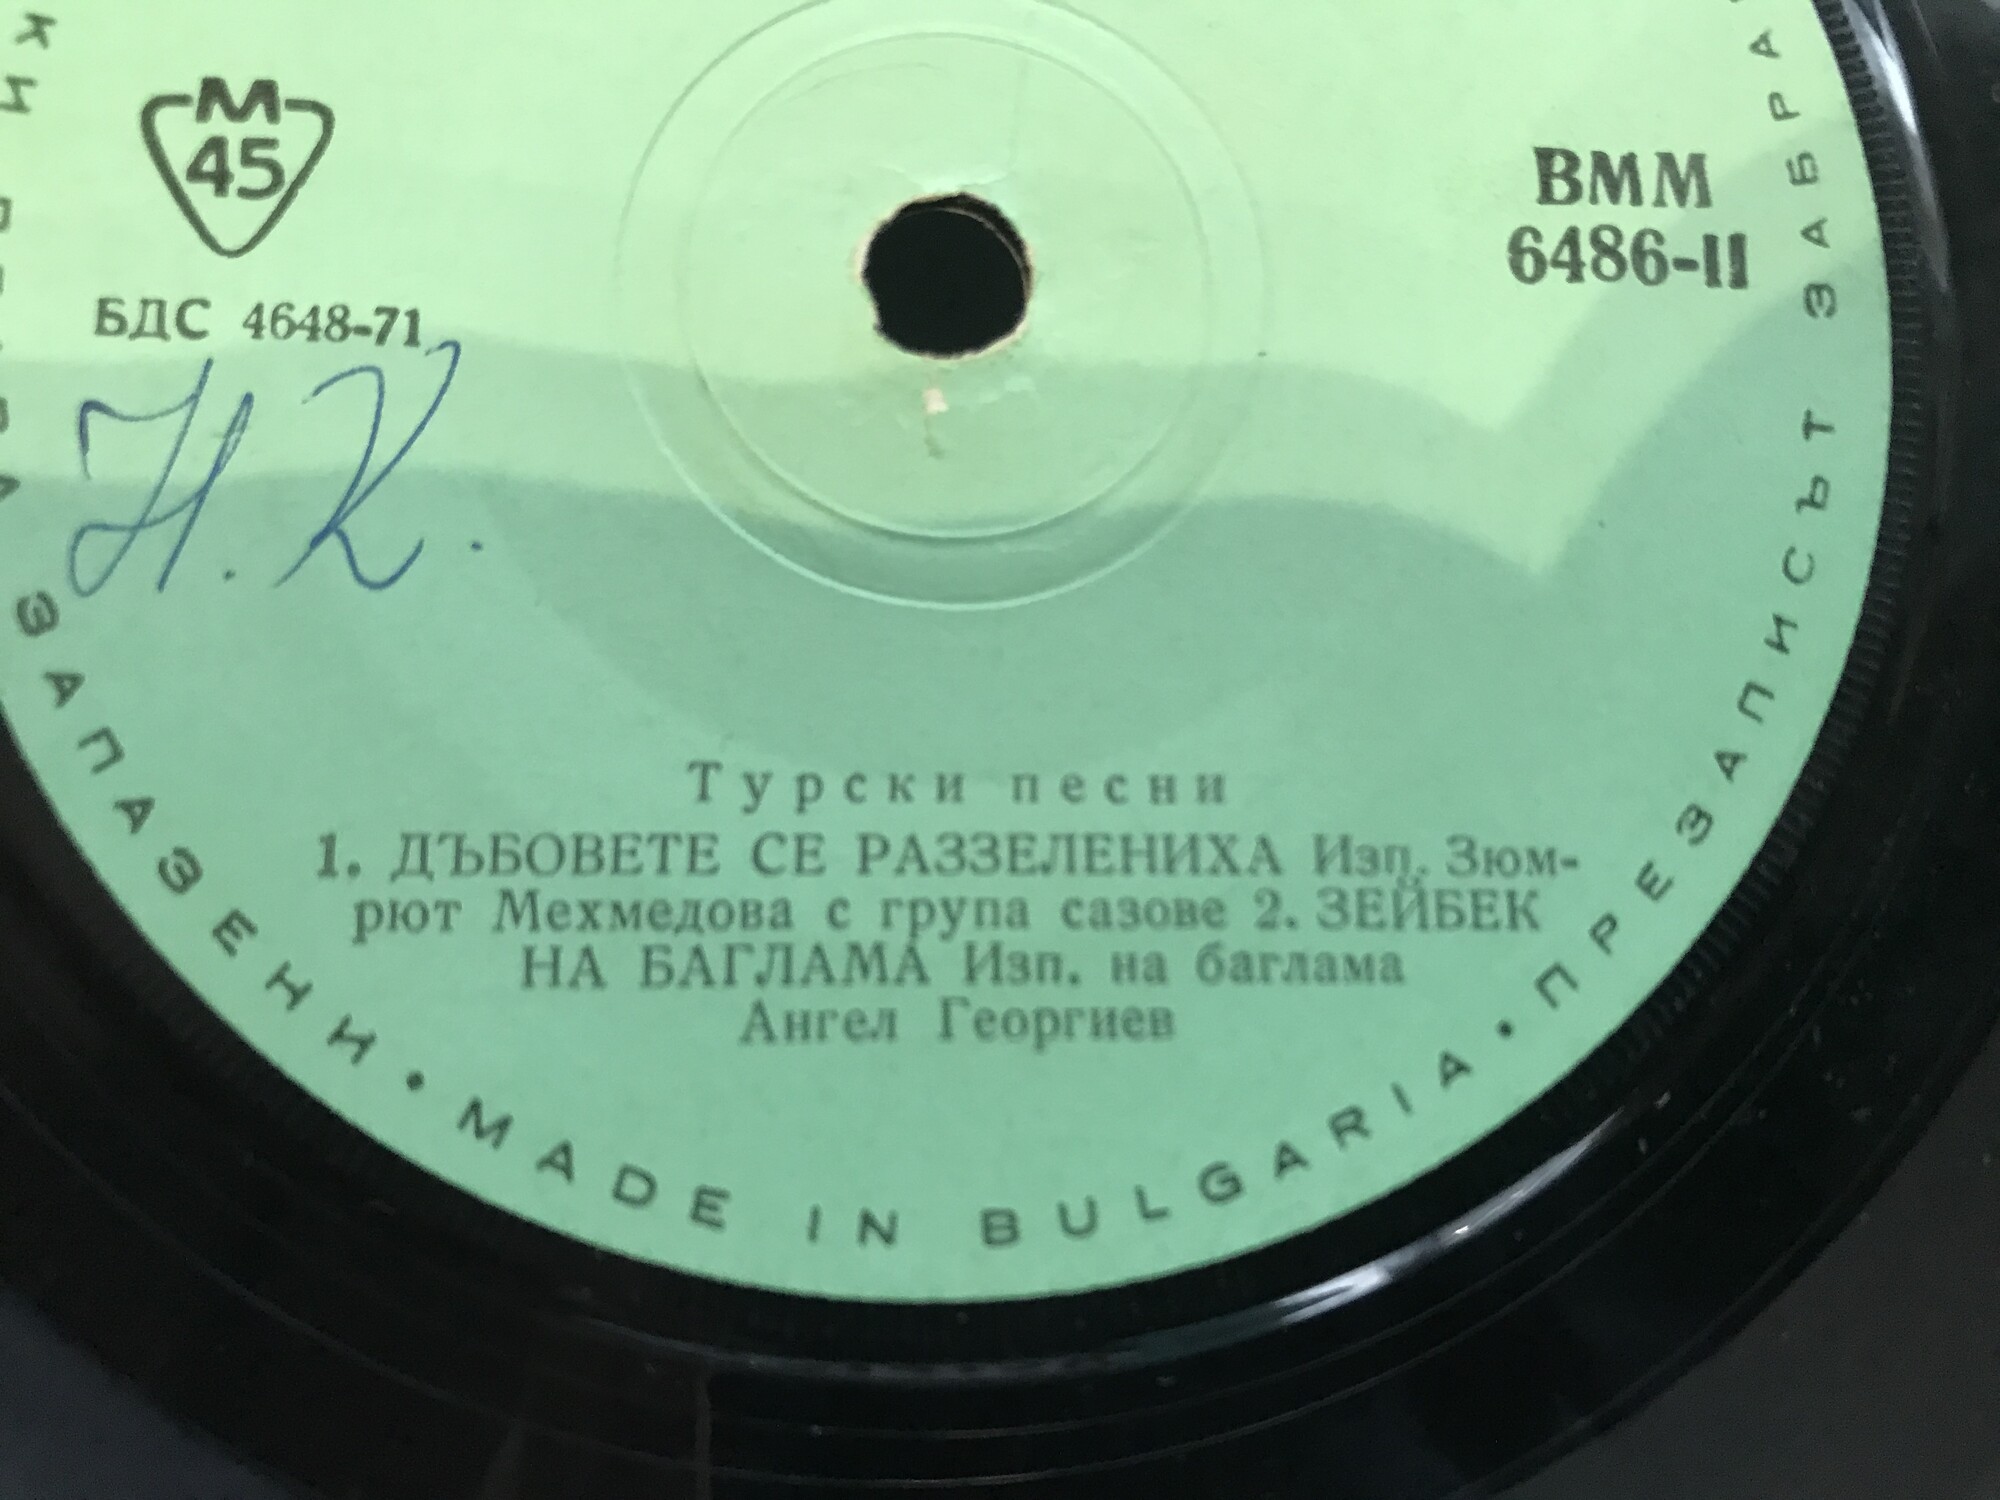 М
45
БДС 4648-71
Н. К.
ВММ
6486-II
Турски песни
1. ДЪБОВЕТЕ СЕ РАЗЗЕЛЕНИХА Изп. Зюм-
рют Мехмедова с група сазове 2. ЗЕЙБЕК
НА БАГЛАМА Изп. на баглама
Ангел Георгиев
ЗАПАЗЕНИ • MADE IN BULGARIA • ПРЕЗАПИСЪТ